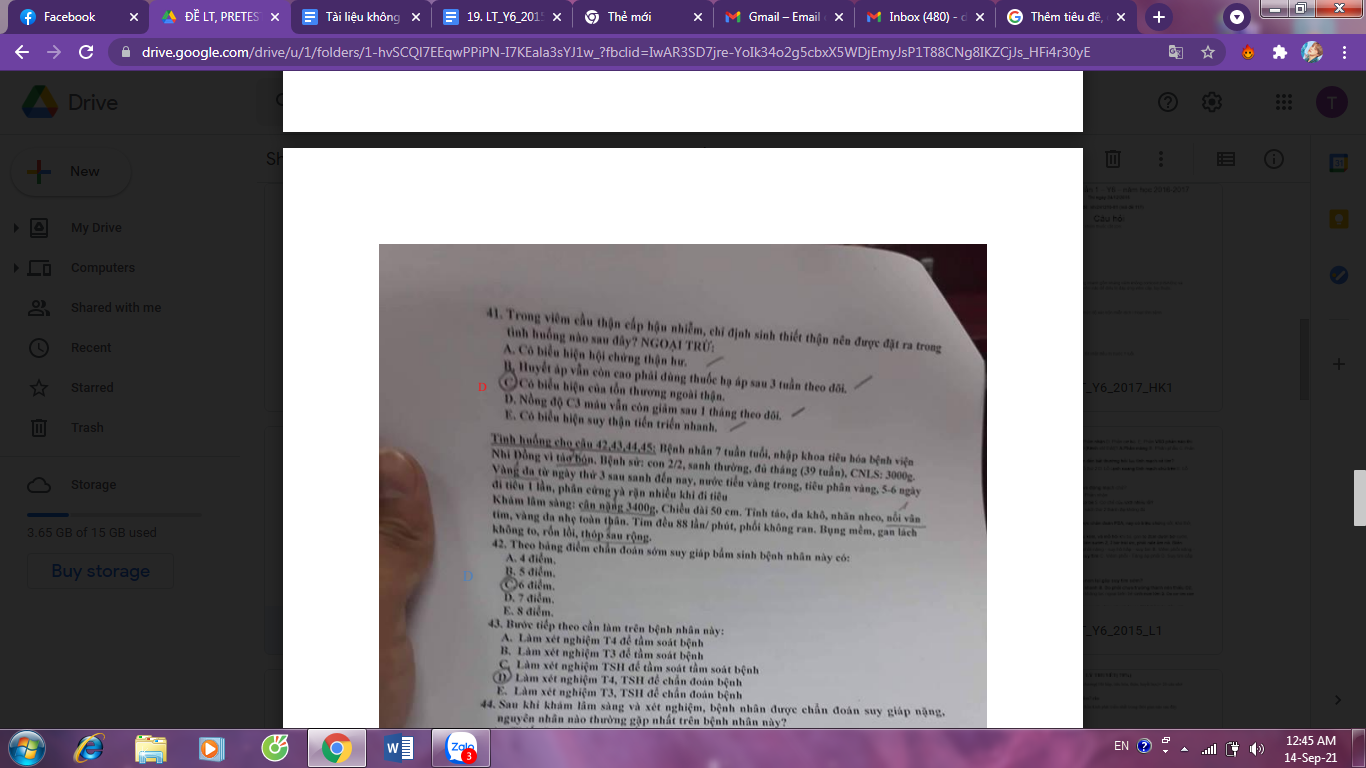 Facebook
ĐỀ LT, PRETES
Tài liệu không
19. LT_Y6_201
Thẻ mới
Gmail – Email
Inbox (480) - d
Thêm tiêu đề,
drive.google.com/drive/u/1/folders/1-hvSCQI7EEqwPPiPN-I7KEala3sYJ1w_?fbclid=IwAR3SD7jre-YoIk34o2g5cbxX5WDjEmyJsP1T88CNg8IKZCjJs_HFi4r30yE
Drive
T
New
My Drive
Computers
Shared with me
Recent
Starred
Trash
Storage
3.65 GB of 15 GB used
Buy storage
Sh
Câu hỏi
T_Y6_2017_HK1
T_Y6_2015_L1
41. Trong viêm cầu thận cấp hậu nhiễm, chỉ định sinh thiết thận nên được đặt ra trong
tình huống nào sau đây? NGOẠI TRỪ:
A. Có biểu hiện hội chứng thận hư.
B. Huyết áp vẫn còn cao phải dùng thuốc hạ áp sau 3 tuần theo dõi.
D
C. Có biểu hiện của tổn thương ngoài thận.
D. Nồng độ C3 máu vẫn còn giảm sau 1 tháng theo dõi.
E. Có biểu hiện suy thận tiến triển nhanh.
Tình huống cho câu 42,43,44,45: Bệnh nhân 7 tuần tuổi, nhập khoa tiêu hóa bệnh viện
Nhi Đồng vì táo bón. Bệnh sử: con 2/2, sanh thường, đủ tháng (39 tuần), CNLS: 3000g.
Vàng da từ ngày thứ 3 sau sanh đến nay, nước tiểu vàng trong, tiêu phân vàng, 5-6 ngày
đi tiêu 1 lần, phân cứng và rặn nhiều khi đi tiêu
Khám lâm sàng: cân nặng 3400g, Chiều dài 50 cm. Tỉnh táo, da khô, nhăn nheo, nổi vân
tím, vàng da nhẹ toàn thân. Tim đều 88 lần/ phút, phổi không ran. Bụng mềm, gan lách
không to, rốn lồi, thóp sau rộng.
42. Theo bảng điểm chẩn đoán sớm suy giáp bẩm sinh bệnh nhân này có:
A. 4 điểm.
B. 5 điểm.
C. 6 điểm.
D. 7 điểm.
E. 8 điểm.
43. Bước tiếp theo cần làm trên bệnh nhân này:
A. Làm xét nghiệm T4 để tầm soát bệnh
B. Làm xét nghiệm T3 để tầm soát bệnh
C. Làm xét nghiệm TSH để tầm soát tầm soát bệnh
D. Làm xét nghiệm T4, TSH để chẩn đoán bệnh
E. Làm xét nghiệm T3, TSH để chẩn đoán bệnh
44. Sau khi khám lâm sàng và xét nghiệm, bệnh nhân được chẩn đoán suy giáp nặng,
nguyên nhân nào thường gặp nhất trên bệnh nhân này?
Zalo
3
EN
12:45 AM
14-Sep-21